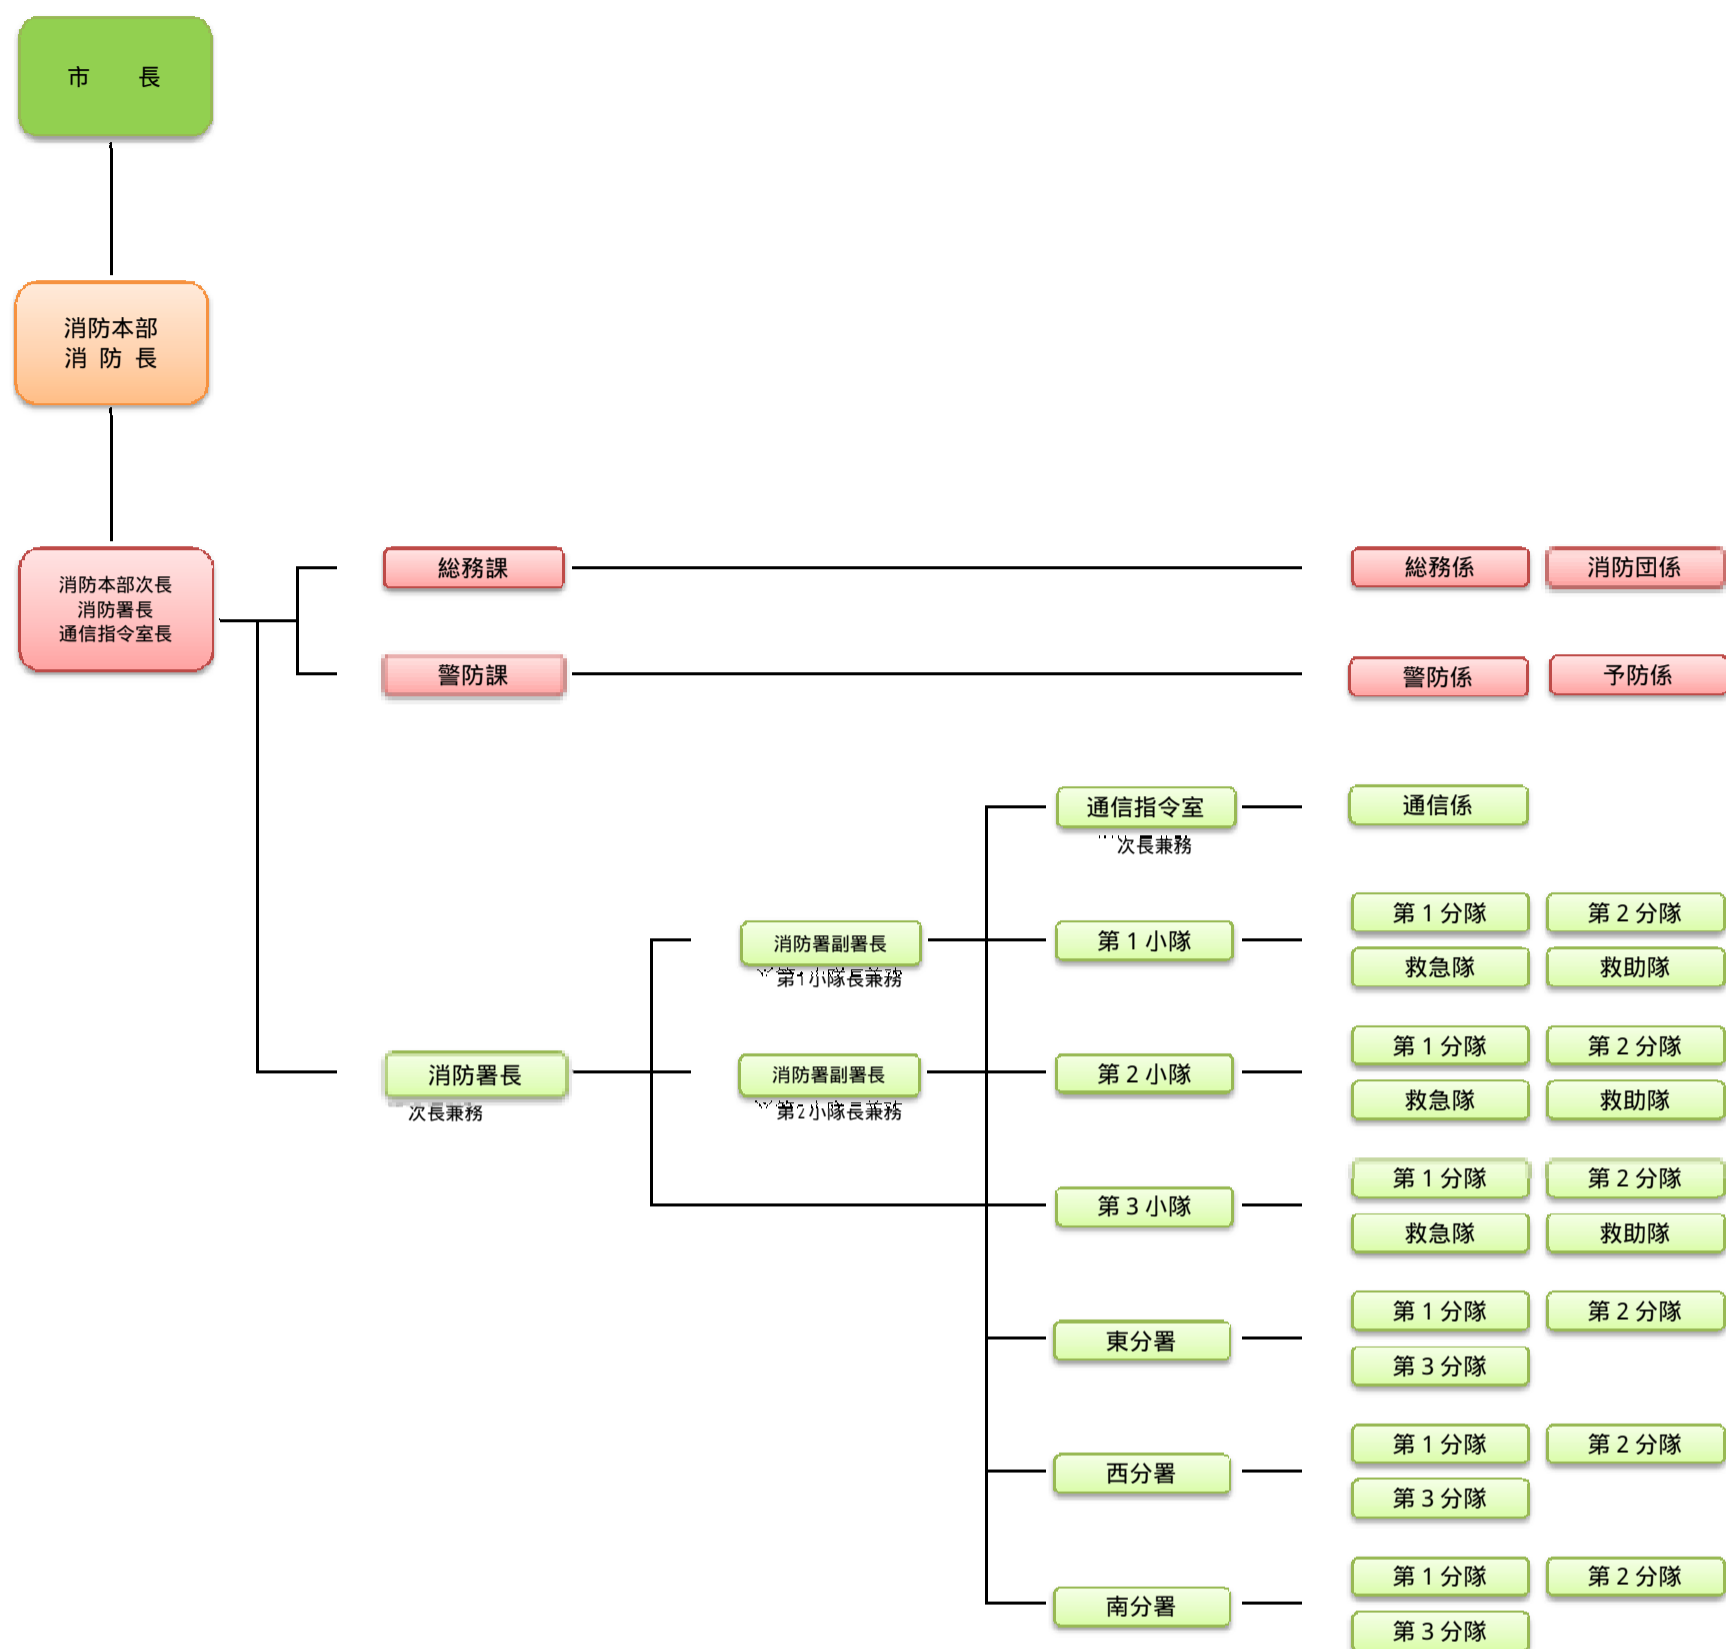 市　　長
消防本部
消 防 長
消防本部次長
消防署長
通信指令室長
総務課
総務係
消防団係
警防課
警防係
予防係
通信指令室
次長兼務
通信係
消防署副署長
第1小隊長兼務
第１小隊
第１分隊
第２分隊
救急隊
救助隊
消防署長
次長兼務
消防署副署長
第2小隊長兼務
第２小隊
第１分隊
第２分隊
救急隊
救助隊
第３小隊
第１分隊
第２分隊
救急隊
救助隊
東分署
第１分隊
第２分隊
第３分隊
西分署
第１分隊
第２分隊
第３分隊
南分署
第１分隊
第２分隊
第３分隊